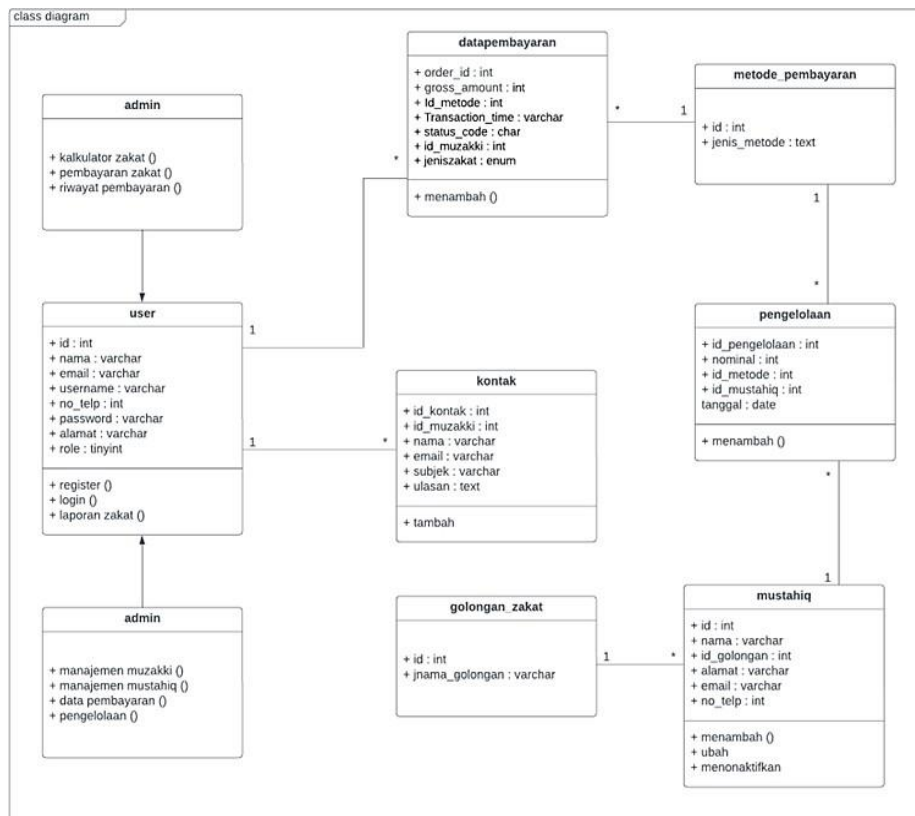 class diagram
admin
+ kalkulator zakat ()
+ pembayaran zakat ()
+ riwayat pembayaran ()
datapembayaran
+ order_id : int
+ gross_amount : int
+ Id_metode : int
+ Transaction_time : varchar
+ status_code : char
+ id_muzakki : int
+ jeniszakat : enum
+ menambah ()
*
1
metode_pembayaran
+ id : int
+ jenis_metode : text
*
1
1
*
user
+ id : int
+ nama : varchar
+ email : varchar
+ username : varchar
+ no_telp : int
+ password : varchar
+ alamat : varchar
+ role : tinyint
+ register ()
+ login ()
+ laporan zakat ()
1
*
kontak
+ id_kontak : int
+ id_muzakki : int
+ nama : varchar
+ email : varchar
+ subjek : varchar
+ ulasan : text
+ tambah
pengelolaan
+ id_pengelolaan : int
+ nominal : int
+ id_metode : int
+ id_mustahiq : int
tanggal : date
+ menambah ()
*
1
admin
+ manajemen muzakki ()
+ manajemen mustahiq ()
+ data pembayaran ()
+ pengelolaan ()
golongan_zakat
+ id : int
+ jnama_golongan : varchar
1
*
mustahiq
+ id : int
+ nama : varchar
+ id_golongan : int
+ alamat : varchar
+ email : varchar
+ no_telp : int
+ menambah ()
+ ubah
+ menonaktifkan